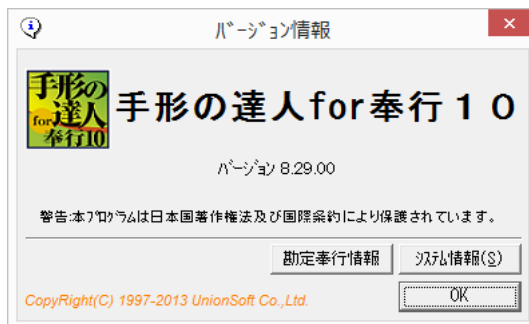 バージョン情報
手形の
for達人
奉行10
手形の達人for奉行１０
バージョン 8.29.00
警告:本プログラムは日本国著作権法及び国際条約により保護されています。
勘定奉行情報
システム情報(S)
CopyRight(C) 1997-2013 UnionSoft Co.,Ltd.
OK